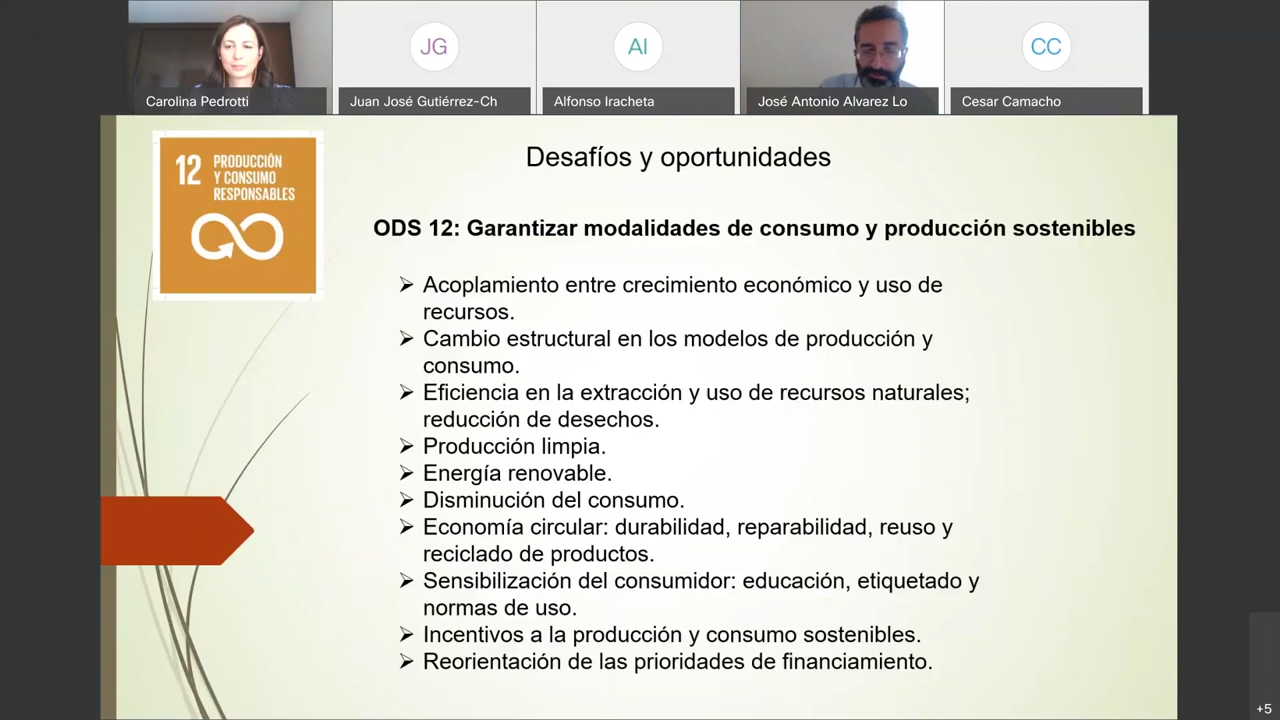 JG
AI
CC
Carolina Pedrotti
Juan José Gutiérrez-Ch
Alfonso Iracheta
José Antonio Alvarez Lo
Cesar Camacho
12 PRODUCCIÓN
Y CONSUMO
RESPONSABLES
Desafíos y oportunidades
ODS 12: Garantizar modalidades de consumo y producción sostenibles
➢ Acoplamiento entre crecimiento económico y uso de
recursos.
➢ Cambio estructural en los modelos de producción y
consumo.
➢ Eficiencia en la extracción y uso de recursos naturales;
reducción de desechos.
➢ Producción limpia.
➢ Energía renovable.
➢ Disminución del consumo.
➢ Economía circular: durabilidad, reparabilidad, reuso y
reciclado de productos.
➢ Sensibilización del consumidor: educación, etiquetado y
normas de uso.
➢ Incentivos a la producción y consumo sostenibles.
➢ Reorientación de las prioridades de financiamiento.
+5